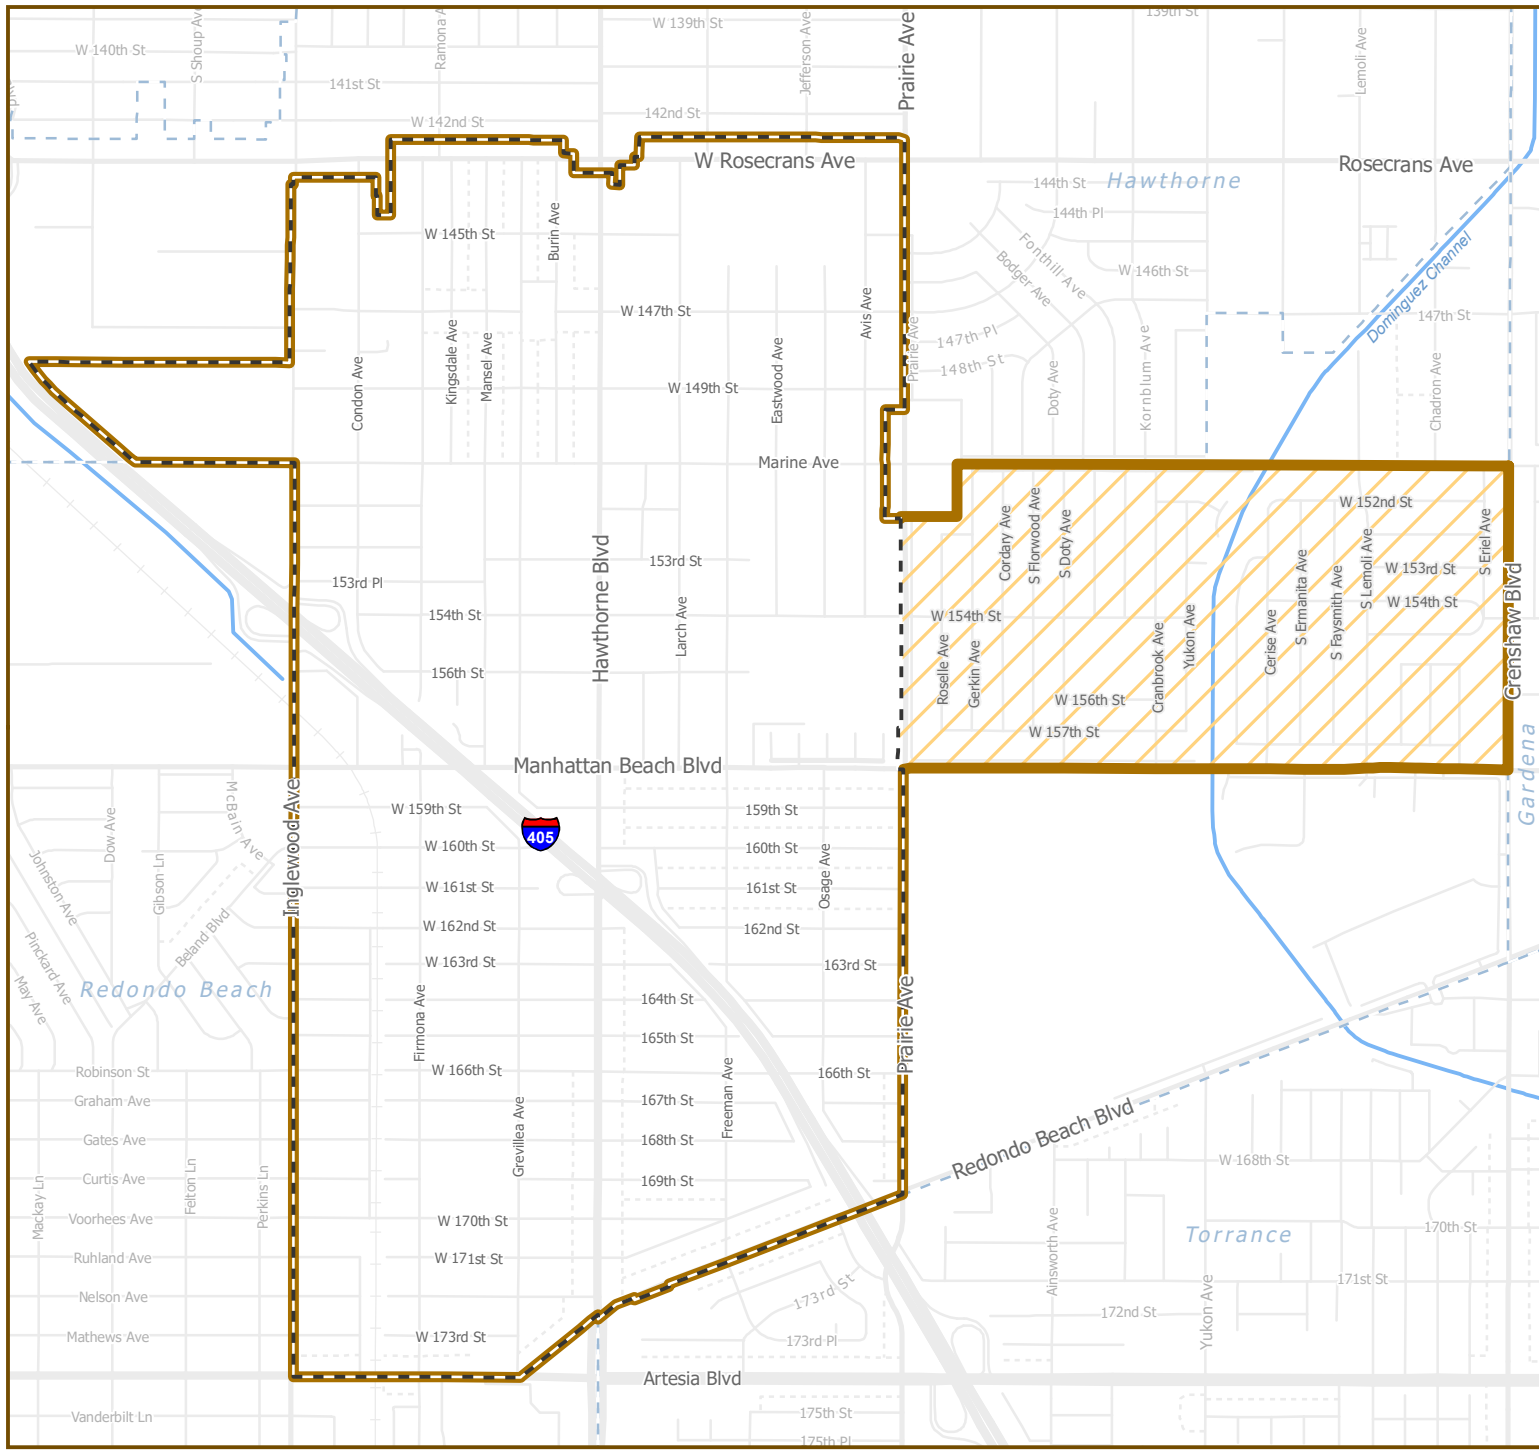 W 139th St
139th St
W 140th St
S Shoup Ave
Ramona A
Jefferson Ave
Prairie Ave
Lemoli Ave
141st St
142nd St
W 142nd St
W Rosecrans Ave
Rosecrans Ave
Hawthorne
144th St
144th Pl
W 145th St
Burin Ave
Fonthill Ave
Bodger Ave
W 146th St
Dominguez Channel
W 147th St
Avis Ave
147th St
147th Pl
148th St
Prairie Ave
Kornblum Ave
Doty Ave
Chadron Ave
Condon Ave
Kingsdale Ave
Mansel Ave
Eastwood Ave
W 149th St
Marine Ave
W 152nd St
Cordary Ave
S Florwood Ave
S Doty Ave
S Eriel Ave
S Lemoli Ave
W 153rd St
153rd St
153rd Pl
Hawthorne Blvd
S Ermanita Ave
S Faysmith Ave
W 154th St
154th St
Larch Ave
W 154th St
Crenshaw Blvd
Cerise Ave
Yukon Ave
Cranbrook Ave
Roselle Ave
Gerkin Ave
156th St
W 156th St
W 157th St
Manhattan Beach Blvd
Gardena
McBain Ave
Dow Ave
Inglewood Ave
W 159th St
405
159th St
W 160th St
160th St
Johnston Ave
Gibson Ln
W 161st St
161st St
Osage Ave
Beland Blvd
W 162nd St
162nd St
Pinckard Ave
W 163rd St
163rd St
May Ave
Redondo Beach
Firmona Ave
164th St
Prairie Ave
165th St
Robinson St
W 166th St
166th St
Freeman Ave
Graham Ave
167th St
Redondo Beach Blvd
Gates Ave
Grevillea Ave
168th St
W 168th St
Curtis Ave
169th St
Mackay Ln
Felton Ln
Perkins Ln
Voorhees Ave
W 170th St
170th St
Torrance
Ainsworth Ave
Ruhland Ave
W 171st St
171st St
Nelson Ave
173rd St
172nd St
Yukon Ave
Mathews Ave
W 173rd St
173rd Pl
Artesia Blvd
Vanderbilt Ln
175th St
175th Pl